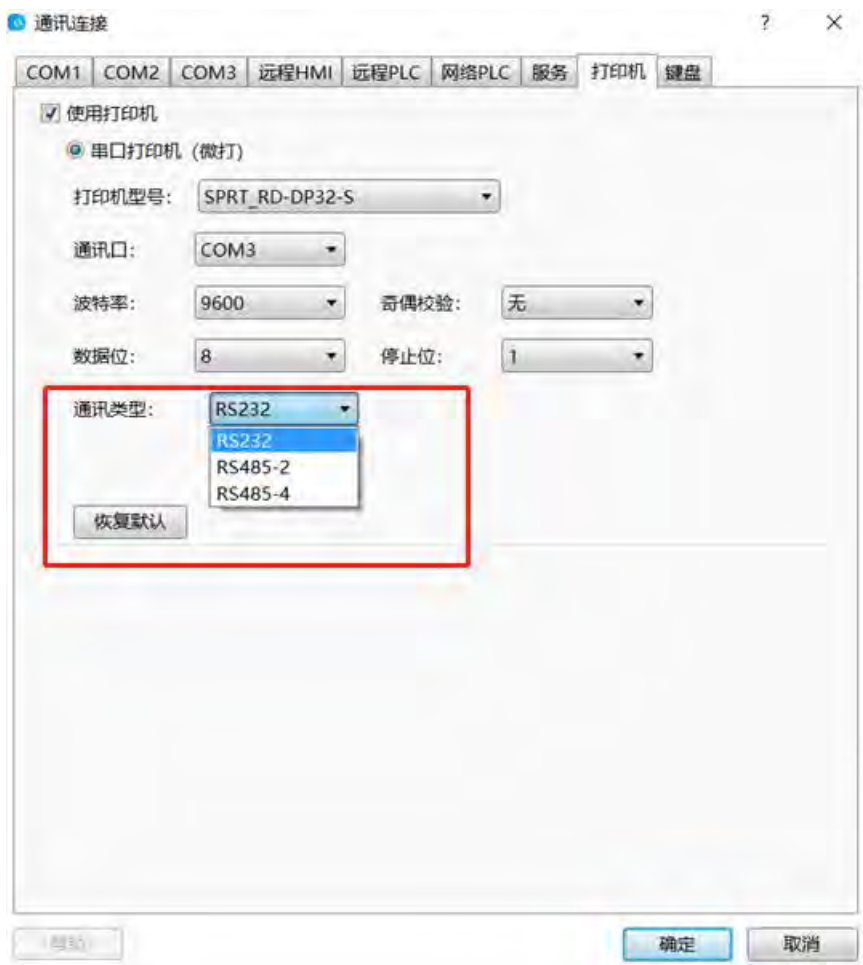 通讯连接 ?
COM1 COM2 COM3 远程HMI 远程PLC 网络PLC 服务 打印机 键盘
使用打印机
串口打印机 (微打)
打印机型号: SPRT_RD-DP32-S
通讯口: COM3
波特率: 9600 奇偶校验: 无
数据位: 8 停止位: 1
通讯类型: RS232
RS232
RS485-2
RS485-4
恢复默认
帮助 确定 取消